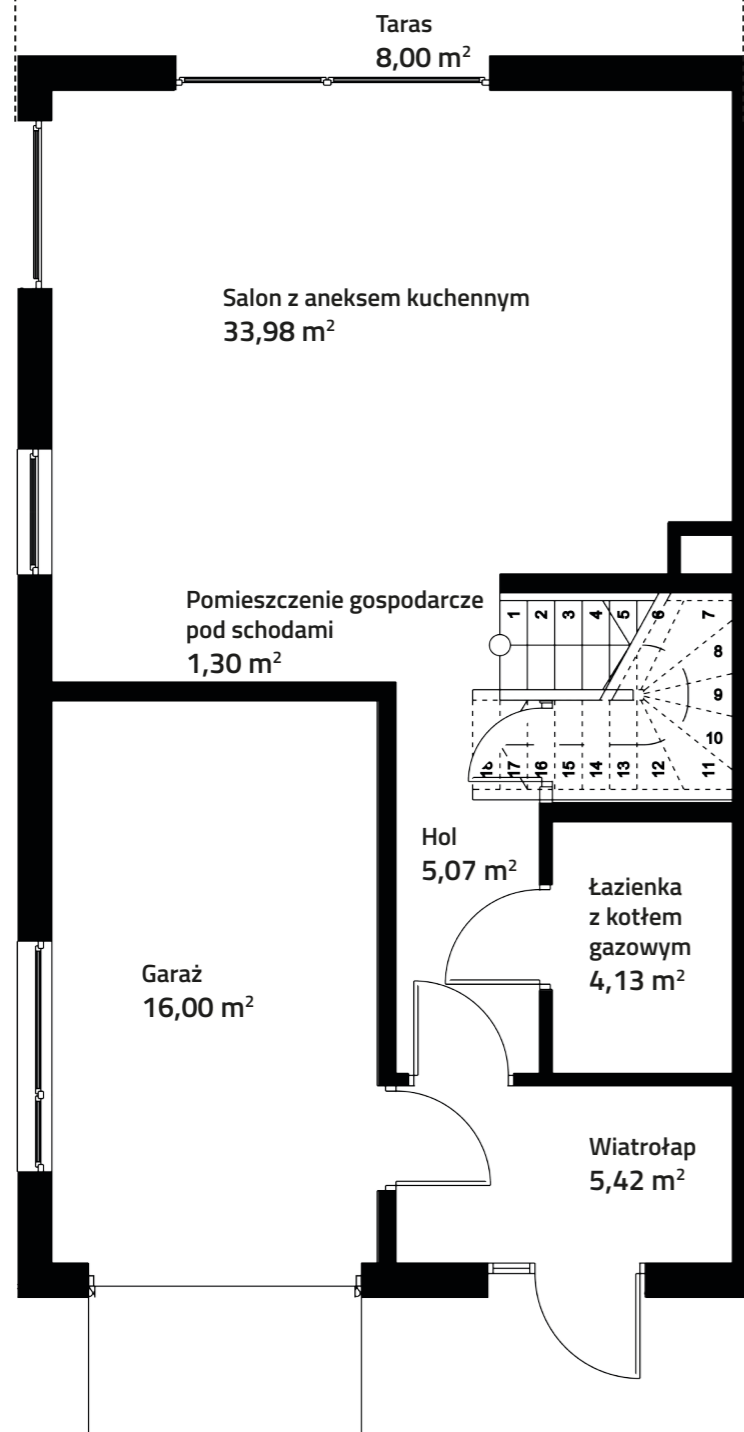 Taras
8,00 m²
Salon z aneksem kuchennym
33,98 m²
Pomieszczenie gospodarcze
pod schodami
1,30 m²
1 2 3 4 5 6 7
8
9
10
18 17 16 15 14 13 12 11
Hol
5,07 m²
Łazienka
z kotłem
gazowym
4,13 m²
Garaż
16,00 m²
Wiatrołap
5,42 m²